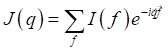 J(q) = ∑_f I(f)e^{-iqf}